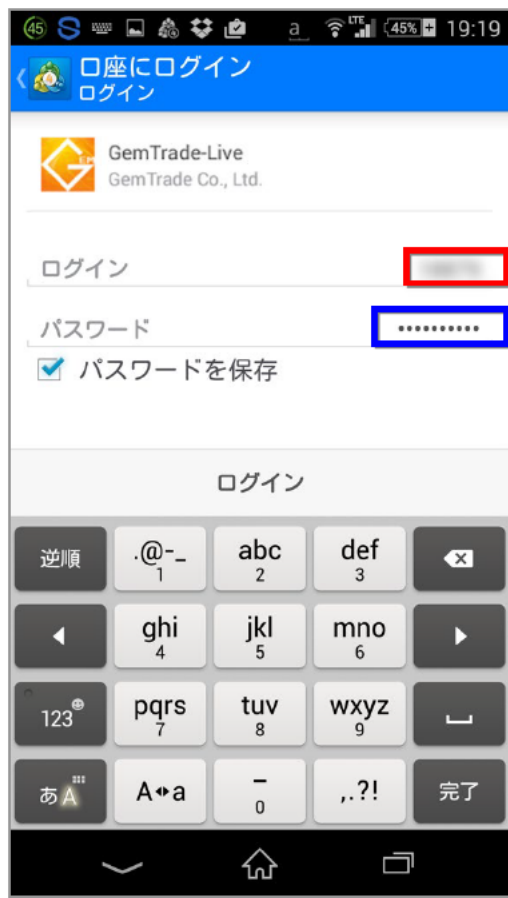 45 a LTE 45% 19:19
口座にログイン
ログイン
GEM
GemTrade-Live
GemTrade Co., Ltd.
ログイン
パスワード ••••••••••
パスワードを保存
ログイン
逆順 .@-_ 1 abc 2 def 3
ghi 4 jkl 5 mno 6
123 pqrs 7 tuv 8 wxyz 9
あA A⇔a - 0 ,.?! 完了